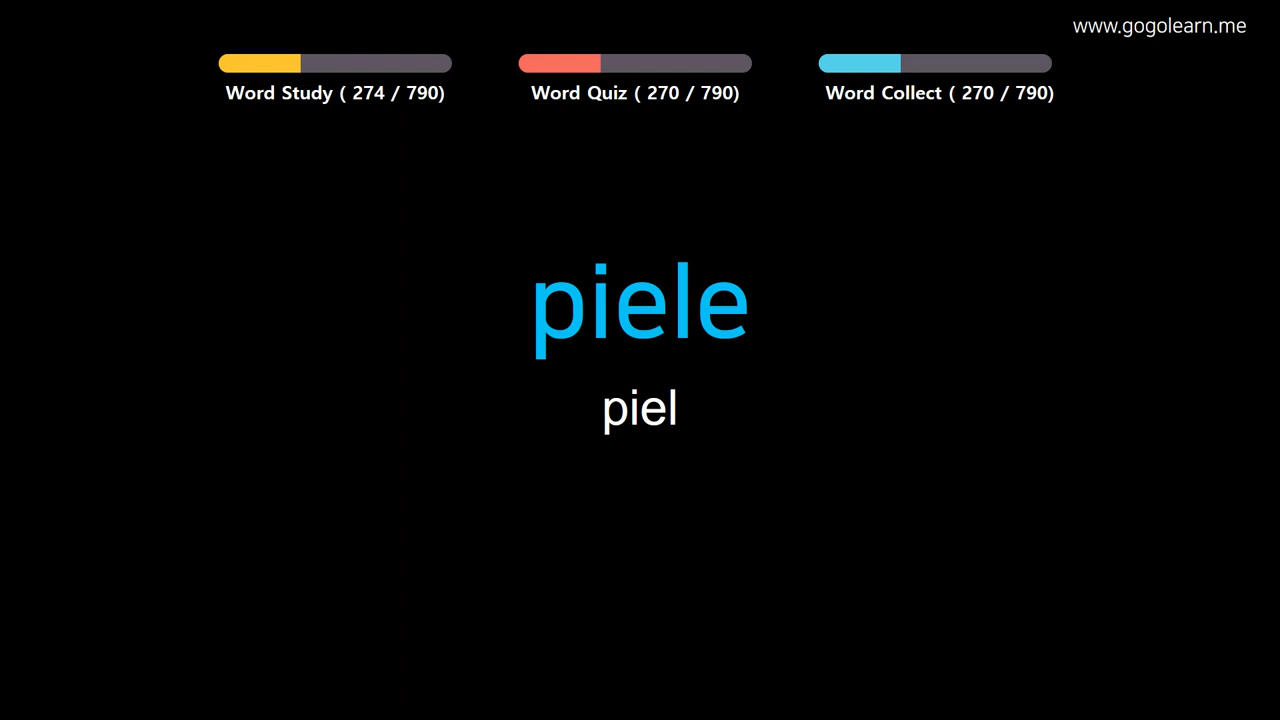 www.gogolearn.me
Word Study ( 274 / 790)
Word Quiz ( 270 / 790)
Word Collect ( 270 / 790)
piele
piel